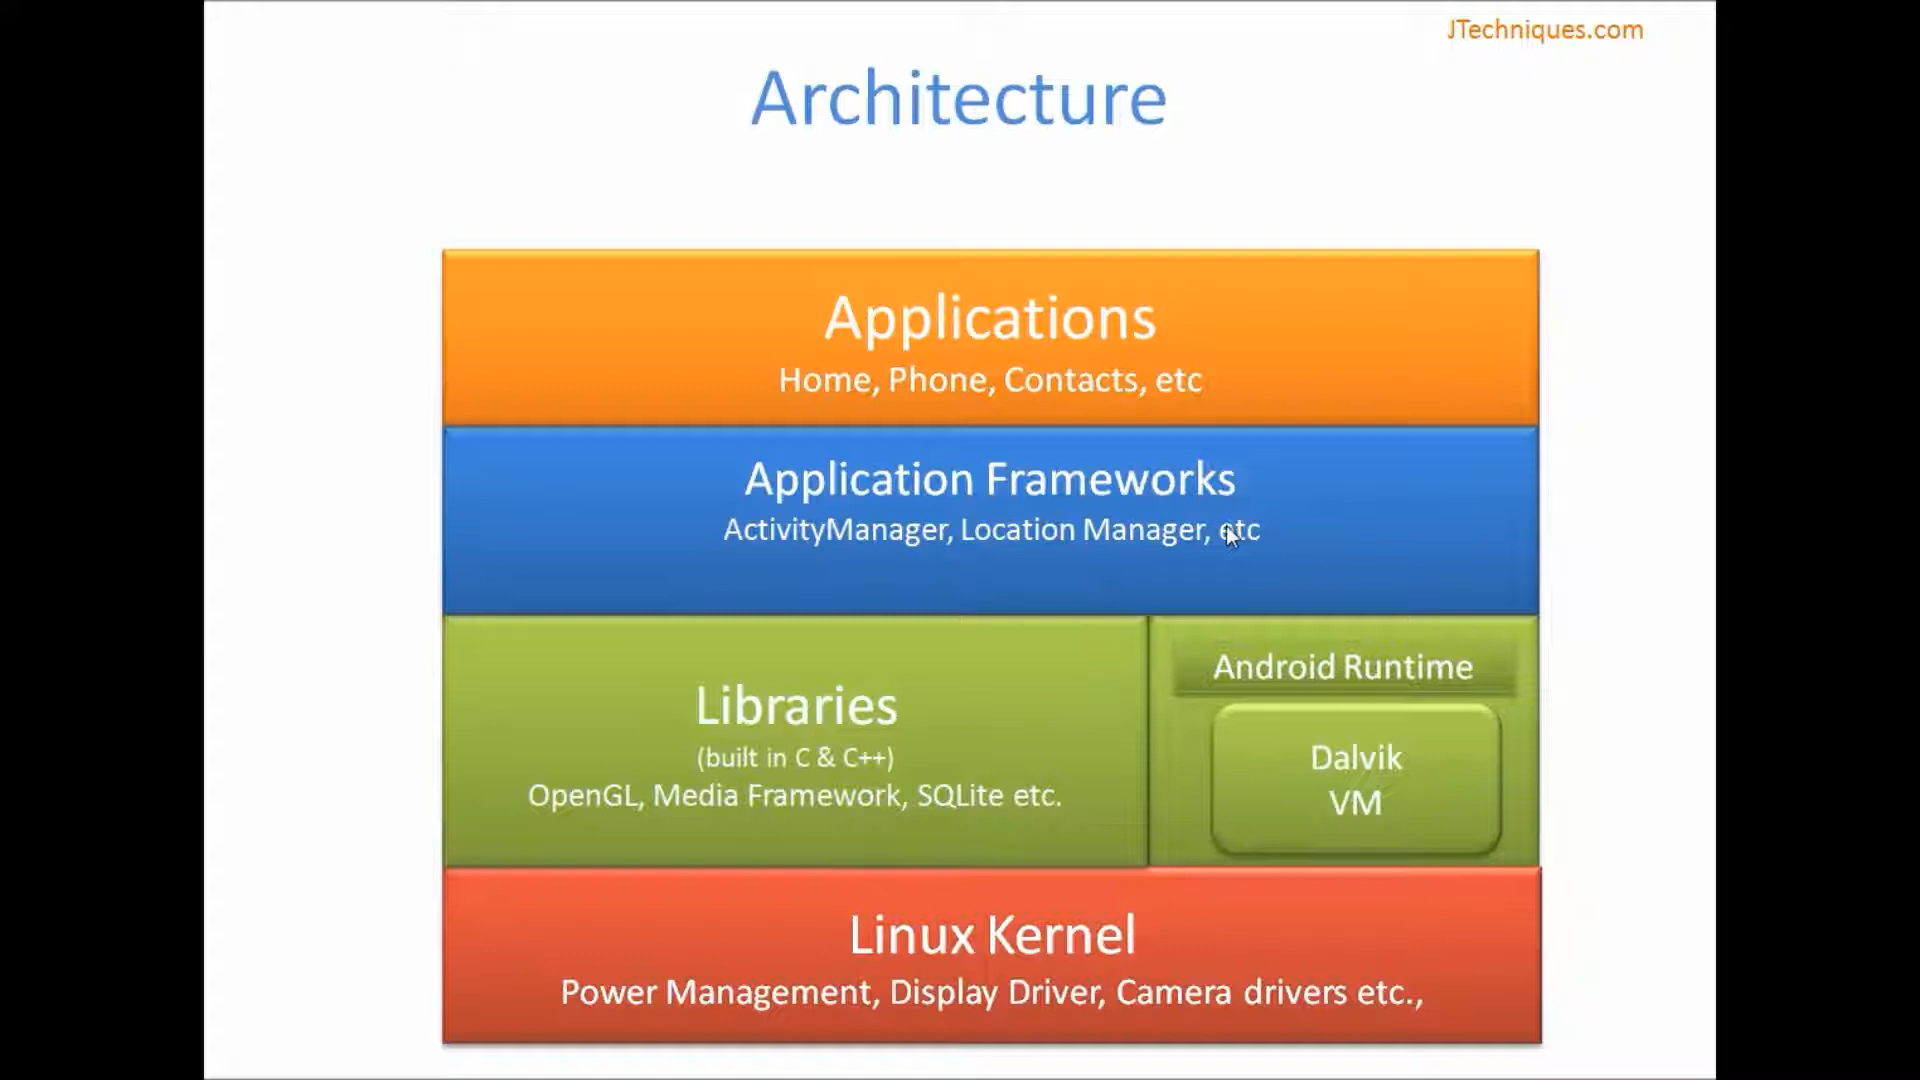 JTechniques.com
Architecture
Applications
Home, Phone, Contacts, etc
Application Frameworks
ActivityManager, Location Manager, etc
Libraries
(built in C & C++)
OpenGL, Media Framework, SQLite etc.
Android Runtime
Dalvik
VM
Linux Kernel
Power Management, Display Driver, Camera drivers etc.,